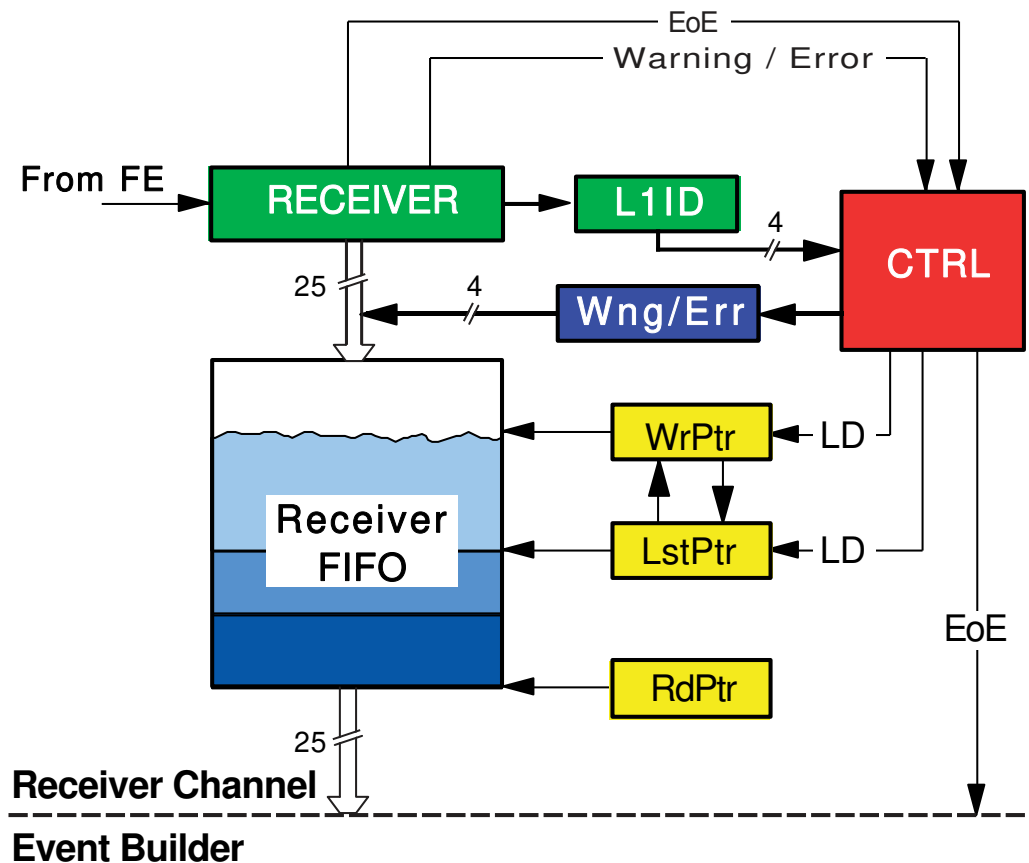 EoE
Warning / Error
From FE
RECEIVER
L1ID
4
CTRL
25
4
Wng/Err
WrPtr
LD
Receiver
FIFO
LstPtr
LD
EoE
RdPtr
25
Receiver Channel
Event Builder